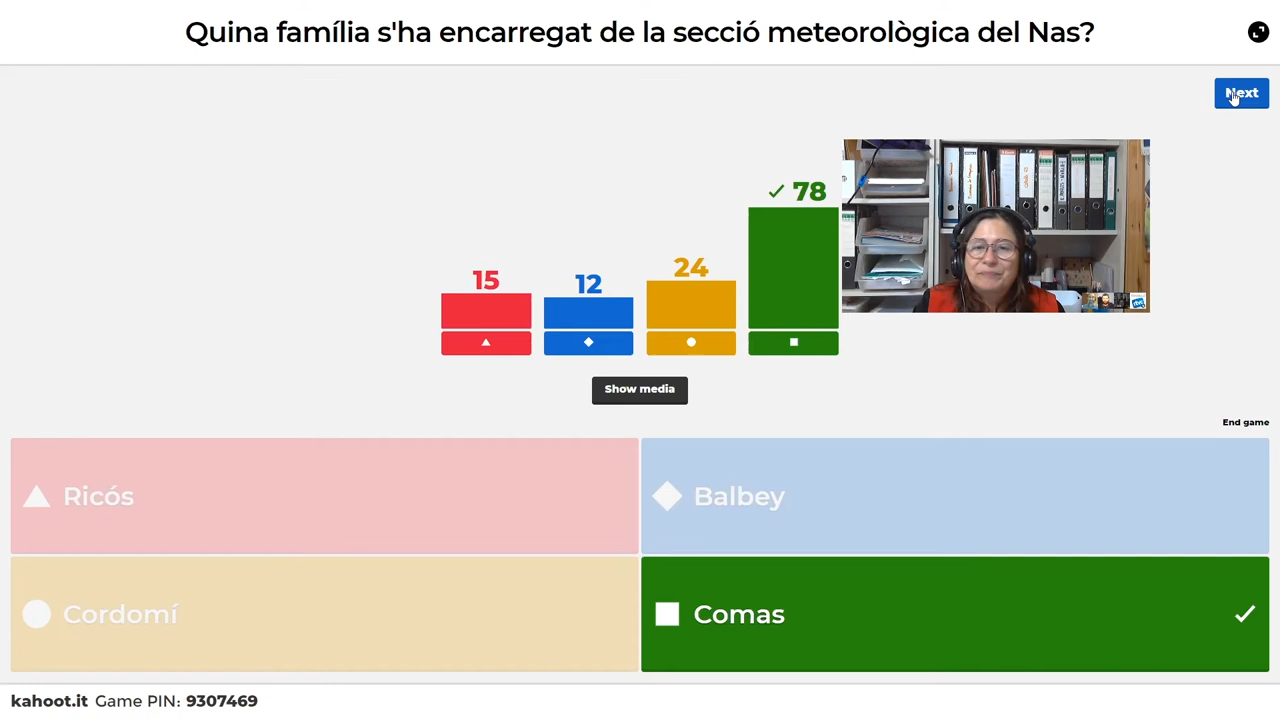 Quina família s'ha encarregat de la secció meteorològica del Nas?
Next
78
24
15
12
Show media
End game
Ricós
Balbey
Cordomí
Comas
kahoot.it Game PIN: 9307469